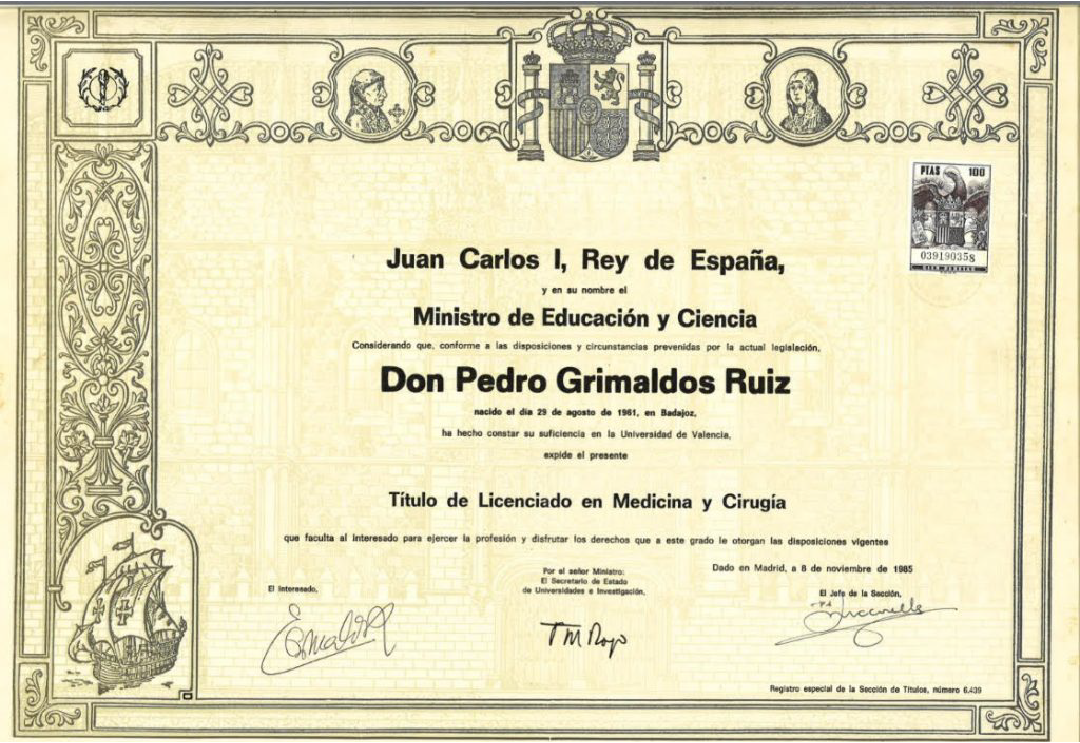 PTAS 100
03919035S
CIEN PESETAS
Juan Carlos I, Rey de España,
y en su nombre el
Ministro de Educación y Ciencia
Considerando que, conforme a las disposiciones y circunstancias prevenidas por la actual legislación,
Don Pedro Grimaldos Ruiz
nacido el día 29 de agosto de 1961, en Badajoz,
ha hecho constar su suficiencia en la Universidad de Valencia,
expide el presente
Título de Licenciado en Medicina y Cirugía
que faculta al interesado para ejercer la profesión y disfrutar los derechos que a este grado le otorgan las disposiciones vigentes
Dado en Madrid, a 8 de noviembre de 1985
El interesado,
Por el señor Ministro:
El Secretario de Estado
de Universidades e Investigación,
El Jefe de la Sección,
Registro especial de la Sección de Títulos, número 6.439